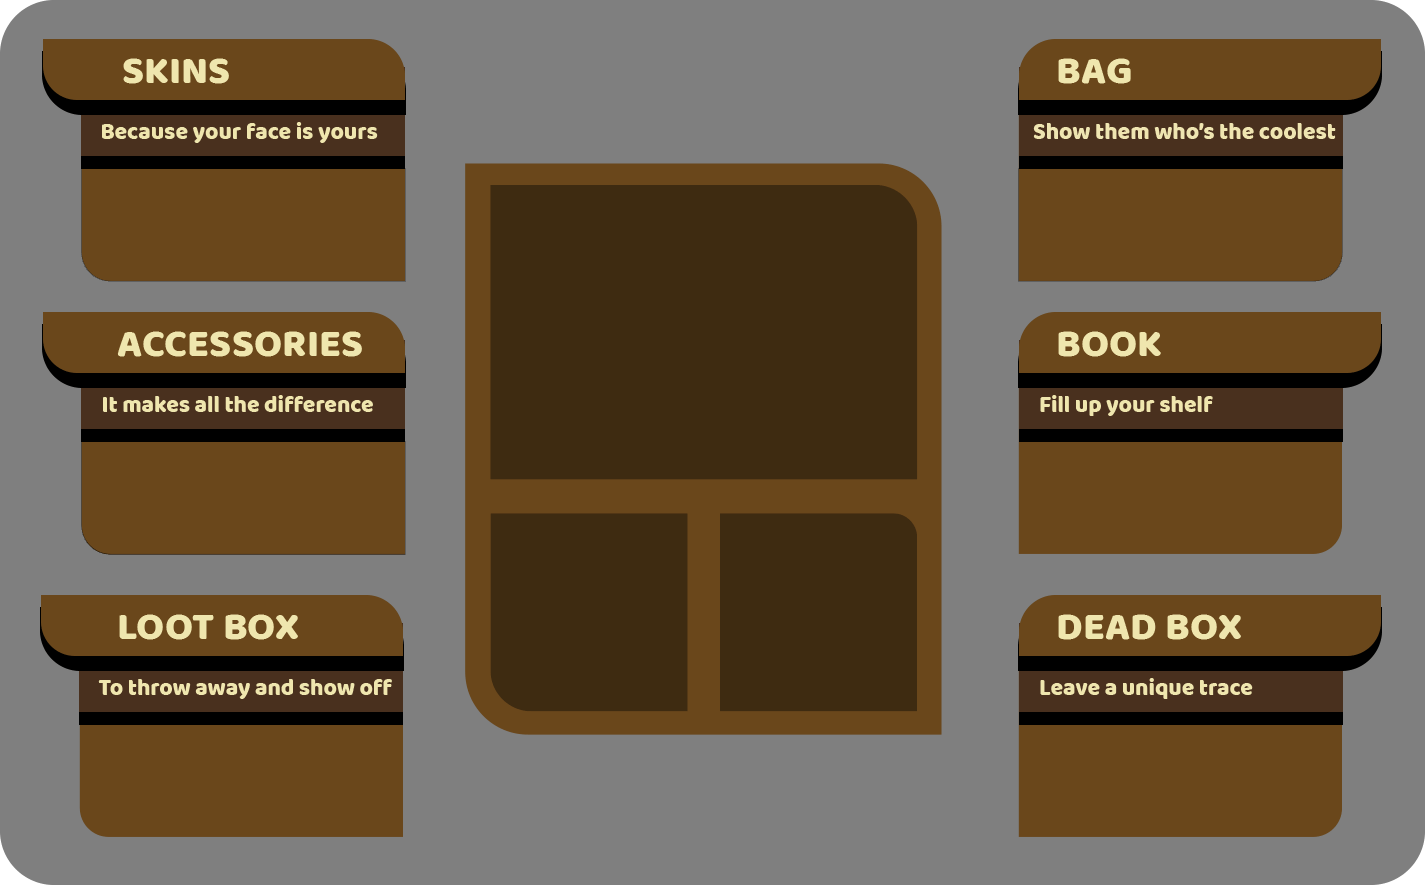 SKINS
Because your face is yours
ACCESSORIES
It makes all the difference
LOOT BOX
To throw away and show off
BAG
Show them who's the coolest
BOOK
Fill up your shelf
DEAD BOX
Leave a unique trace